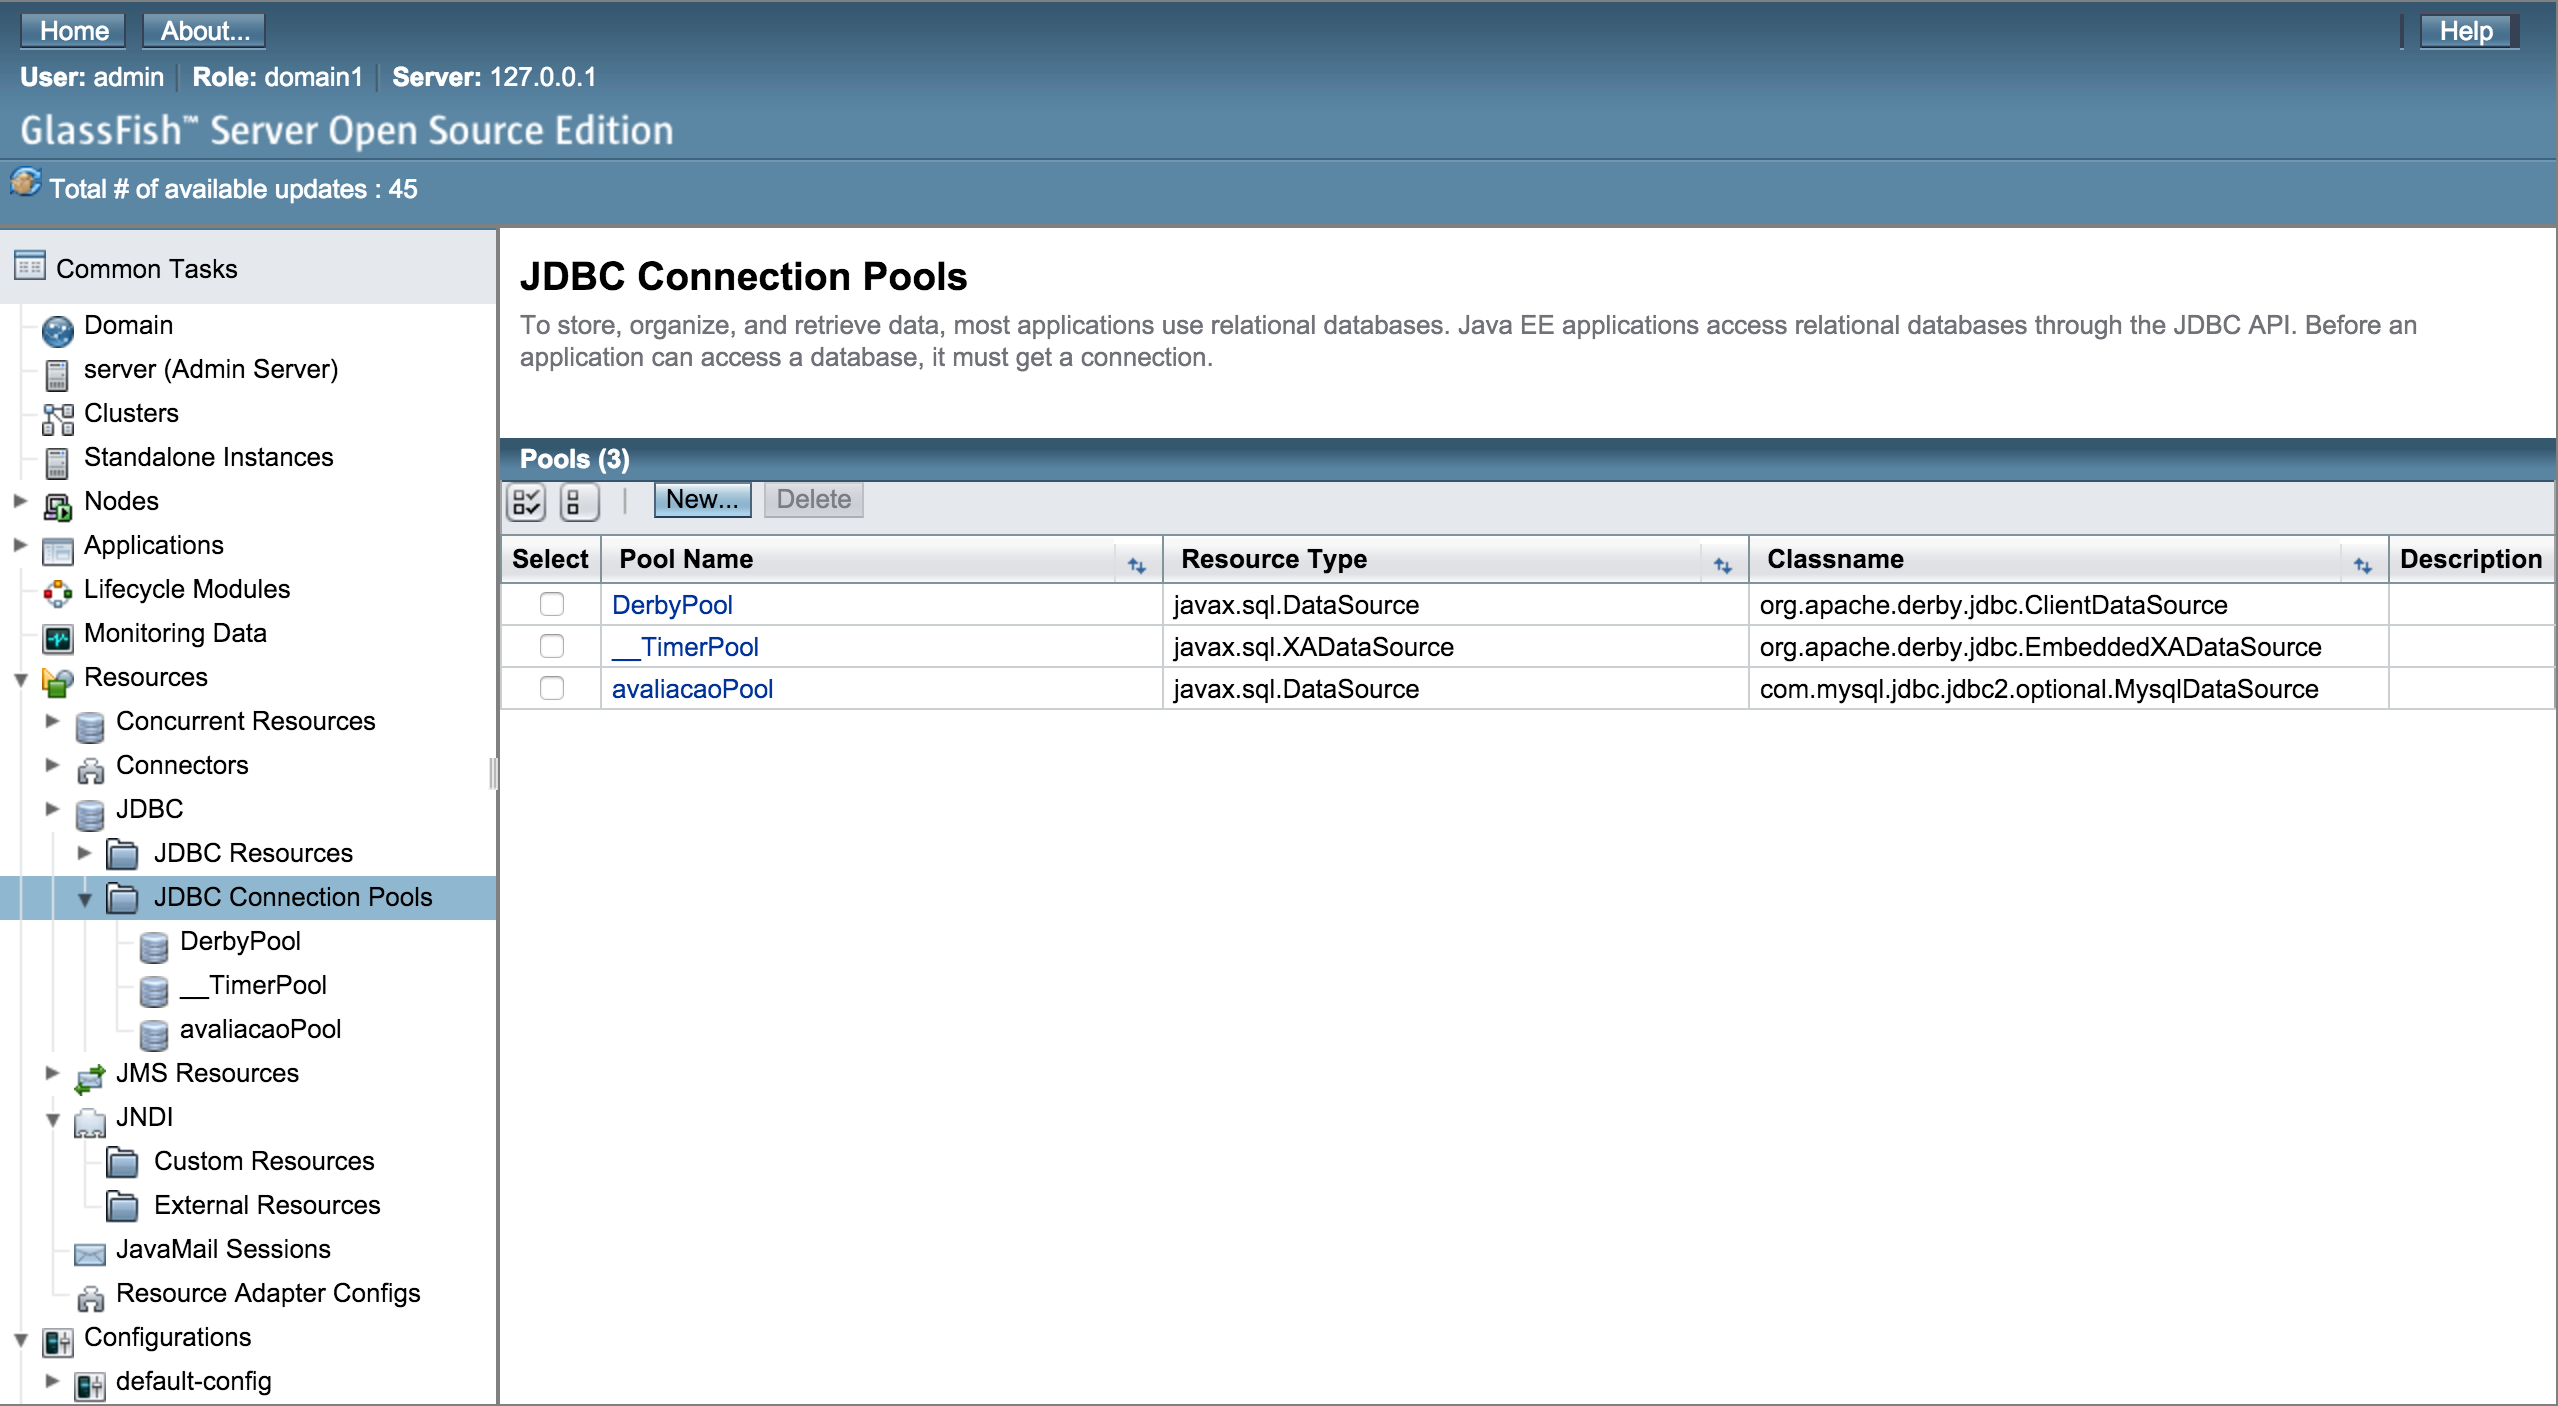 Home About... Help
User: admin Role: domain1 Server: 127.0.0.1
GlassFish™ Server Open Source Edition
Total # of available updates : 45
Common Tasks
Domain
server (Admin Server)
Clusters
Standalone Instances
Nodes
Applications
Lifecycle Modules
Monitoring Data
Resources
Concurrent Resources
Connectors
JDBC
JDBC Resources
JDBC Connection Pools
DerbyPool
__TimerPool
avaliacaoPool
JMS Resources
JNDI
Custom Resources
External Resources
JavaMail Sessions
Resource Adapter Configs
Configurations
default-config
JDBC Connection Pools
To store, organize, and retrieve data, most applications use relational databases. Java EE applications access relational databases through the JDBC API. Before an
application can access a database, it must get a connection.
Pools (3)
New... Delete
Select Pool Name Resource Type Classname Description
DerbyPool javax.sql.DataSource org.apache.derby.jdbc.ClientDataSource
__TimerPool javax.sql.XADataSource org.apache.derby.jdbc.EmbeddedXADataSource
avaliacaoPool javax.sql.DataSource com.mysql.jdbc.jdbc2.optional.MysqlDataSource